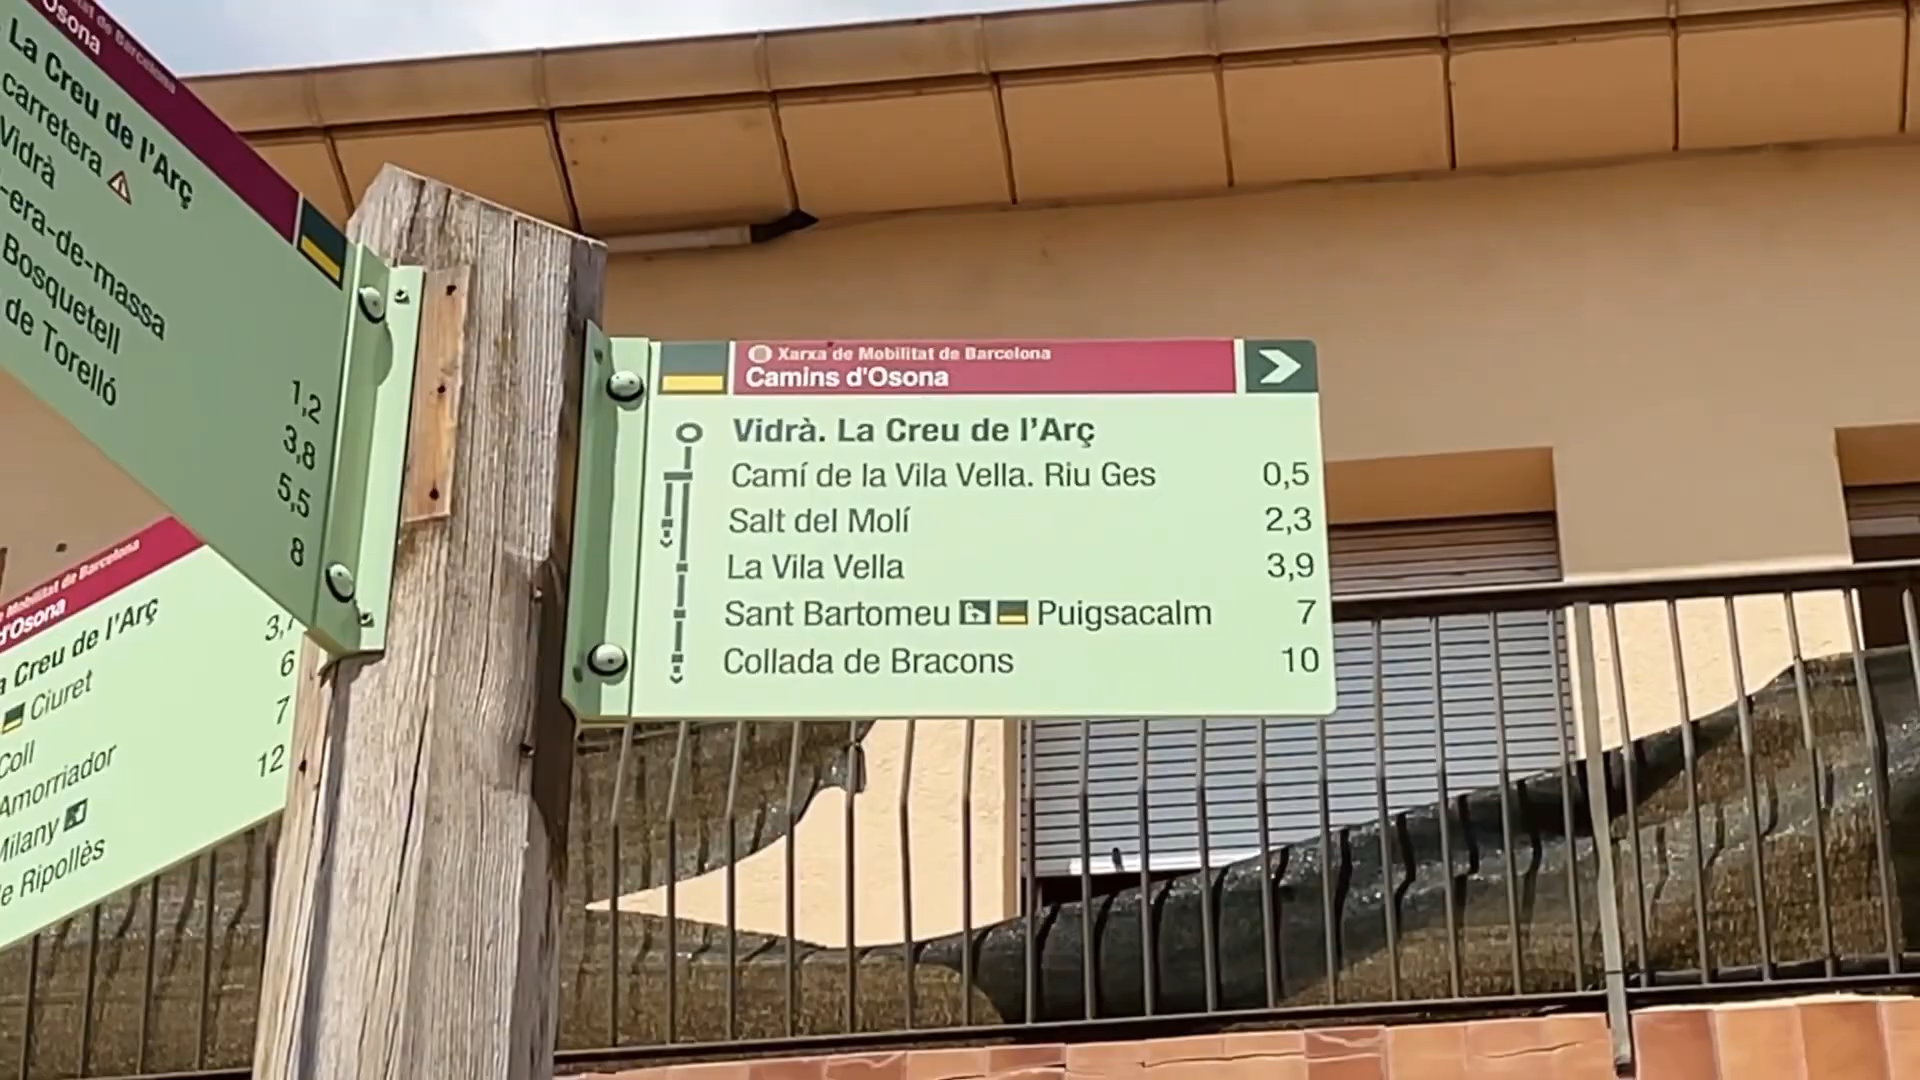 de Barcelona
Osona
La Creu de l'Arç
carretera
Vidrà
-era-de-massa
Bosquetell
de Torelló
1,2
3,8
5,5
8
Xarxa de Mobilitat de Barcelona
Camins d'Osona
Vidrà. La Creu de l'Arç
Camí de la Vila Vella. Riu Ges 0,5
Salt del Molí 2,3
La Vila Vella 3,9
Sant Bartomeu Puigsacalm 7
Collada de Bracons 10
Mobilitat de Barcelona
d'Osona
Creu de l'Arç
Ciuret 6
Coll 7
Amorriador 12
Milany
Ripollès